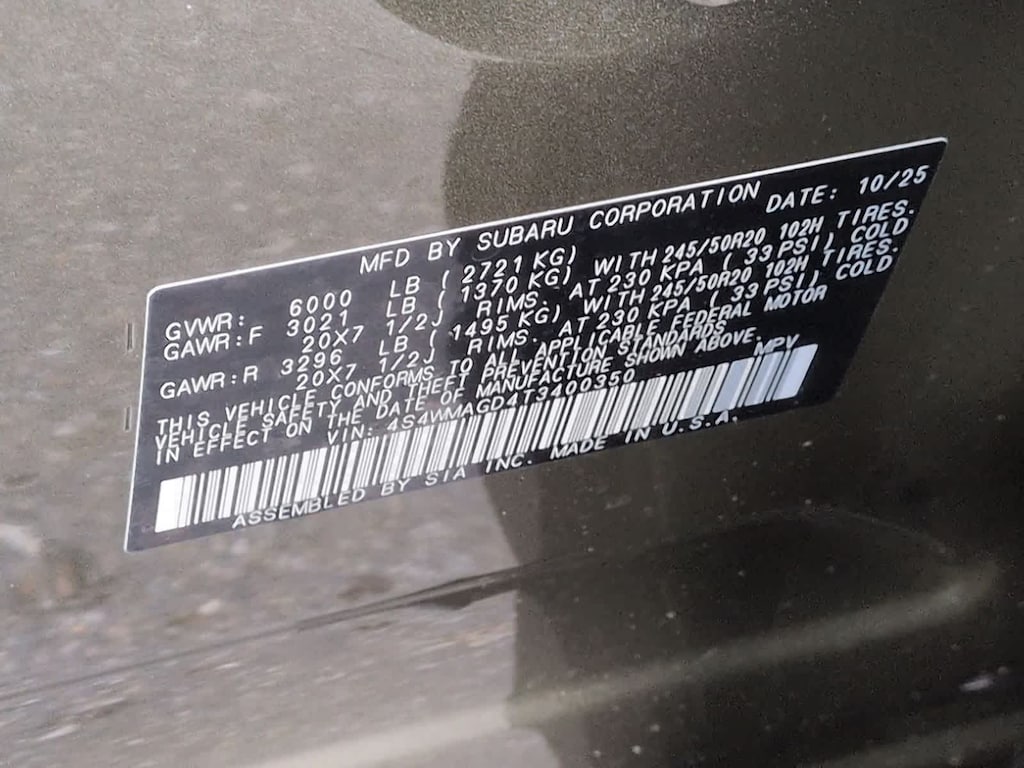 MFD BY SUBARU CORPORATION DATE: 10/25
GVWR: 6000 LB ( 2721 KG)
GAWR:F 3021 LB ( 1370 KG) WITH 245/50R20 102H TIRES.
20X7 1/2J RIMS. AT 230 KPA ( 33 PSI) COLD
GAWR:R 3296 LB ( 1495 KG) WITH 245/50R20 102H TIRES.
20X7 1/2J RIMS. AT 230 KPA ( 33 PSI) COLD
THIS VEHICLE CONFORMS TO ALL APPLICABLE FEDERAL MOTOR
VEHICLE SAFETY AND THEFT PREVENTION STANDARDS
IN EFFECT ON THE DATE OF MANUFACTURE SHOWN ABOVE.
VIN: 4S4WMAGD4T3400350 MPV
ASSEMBLED BY SIA INC. MADE IN U.S.A.